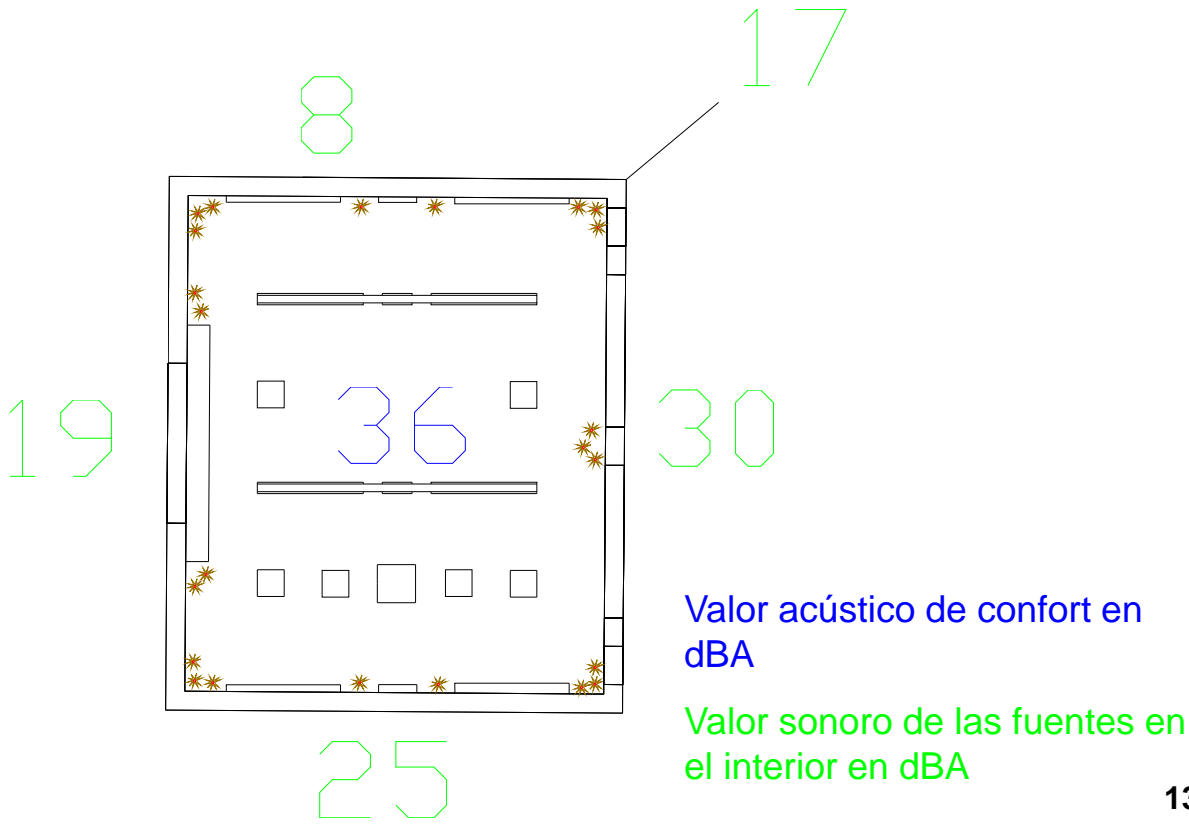 17
8
19
36
30
25
Valor acústico de confort en
dBA
Valor sonoro de las fuentes en
el interior en dBA
13